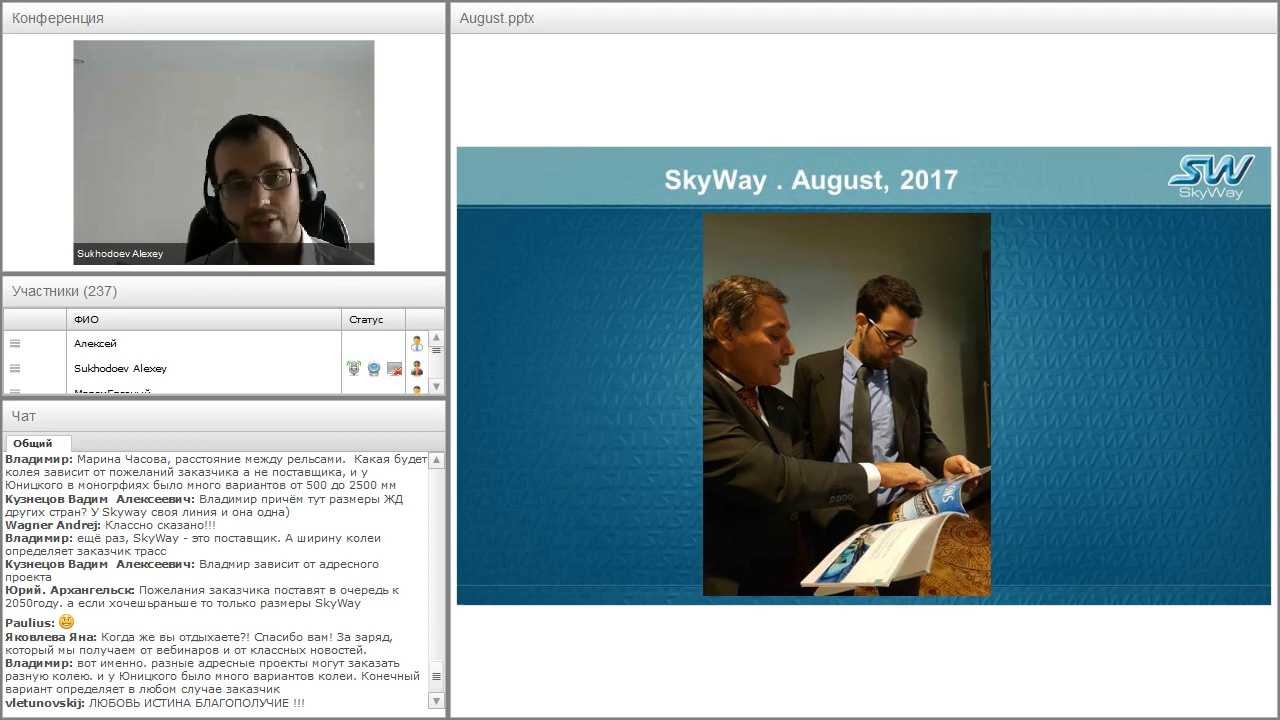 Конференция
Sukhodoev Alexey
Участники (237)
ФИО
Статус
Алексей
Sukhodoev Alexey
Чат
Общий
Владимир: Марина Часова, расстояние между рельсами. Какая будет
колея зависит от пожеланий заказчика а не поставщика, и у
Юницкого в моногрфиях было много вариантов от 500 до 2500 мм
Кузнецов Вадим Алексеевич: Владимир причём тут размеры ЖД
других стран? У Skywey своя линия и она одна)
Wagner Andrej: Классно сказано!!!
Владимир: ещё раз, SkyWay - это поставщик. А ширину колеи
определяет заказчик трасс
Кузнецов Вадим Алексеевич: Владмир зависит от адресного
проекта
Юрий. Архангельск: Пожелания заказчика поставят в очередь к
2050году. а если хочешьраньше то только размеры SkyWay
Paulius:
Яковлева Яна: Когда же вы отдыхаете?! Спасибо вам! За заряд,
который мы получаем от вебинаров и от классных новостей.
Владимир: вот именно. разные адресные проекты могут заказать
разную колею. и у Юницкого было много вариантов колеи. Конечный
вариант определяет в любом случае заказчик
vletunovskij: ЛЮБОВЬ ИСТИНА БЛАГОПОЛУЧИЕ !!!
August.pptx
SkyWay . August, 2017
SW
SkyWay